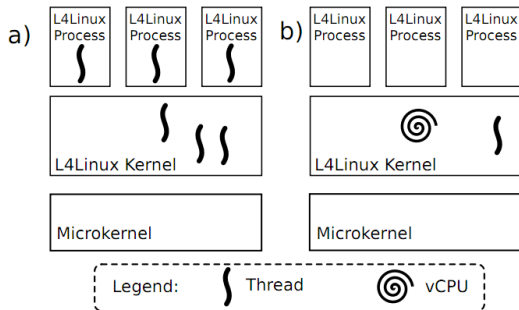 a)
L4Linux
Process
L4Linux
Process
L4Linux
Process
L4Linux Kernel
Microkernel
b)
L4Linux
Process
L4Linux
Process
L4Linux
Process
L4Linux Kernel
Microkernel
Legend: Thread vCPU